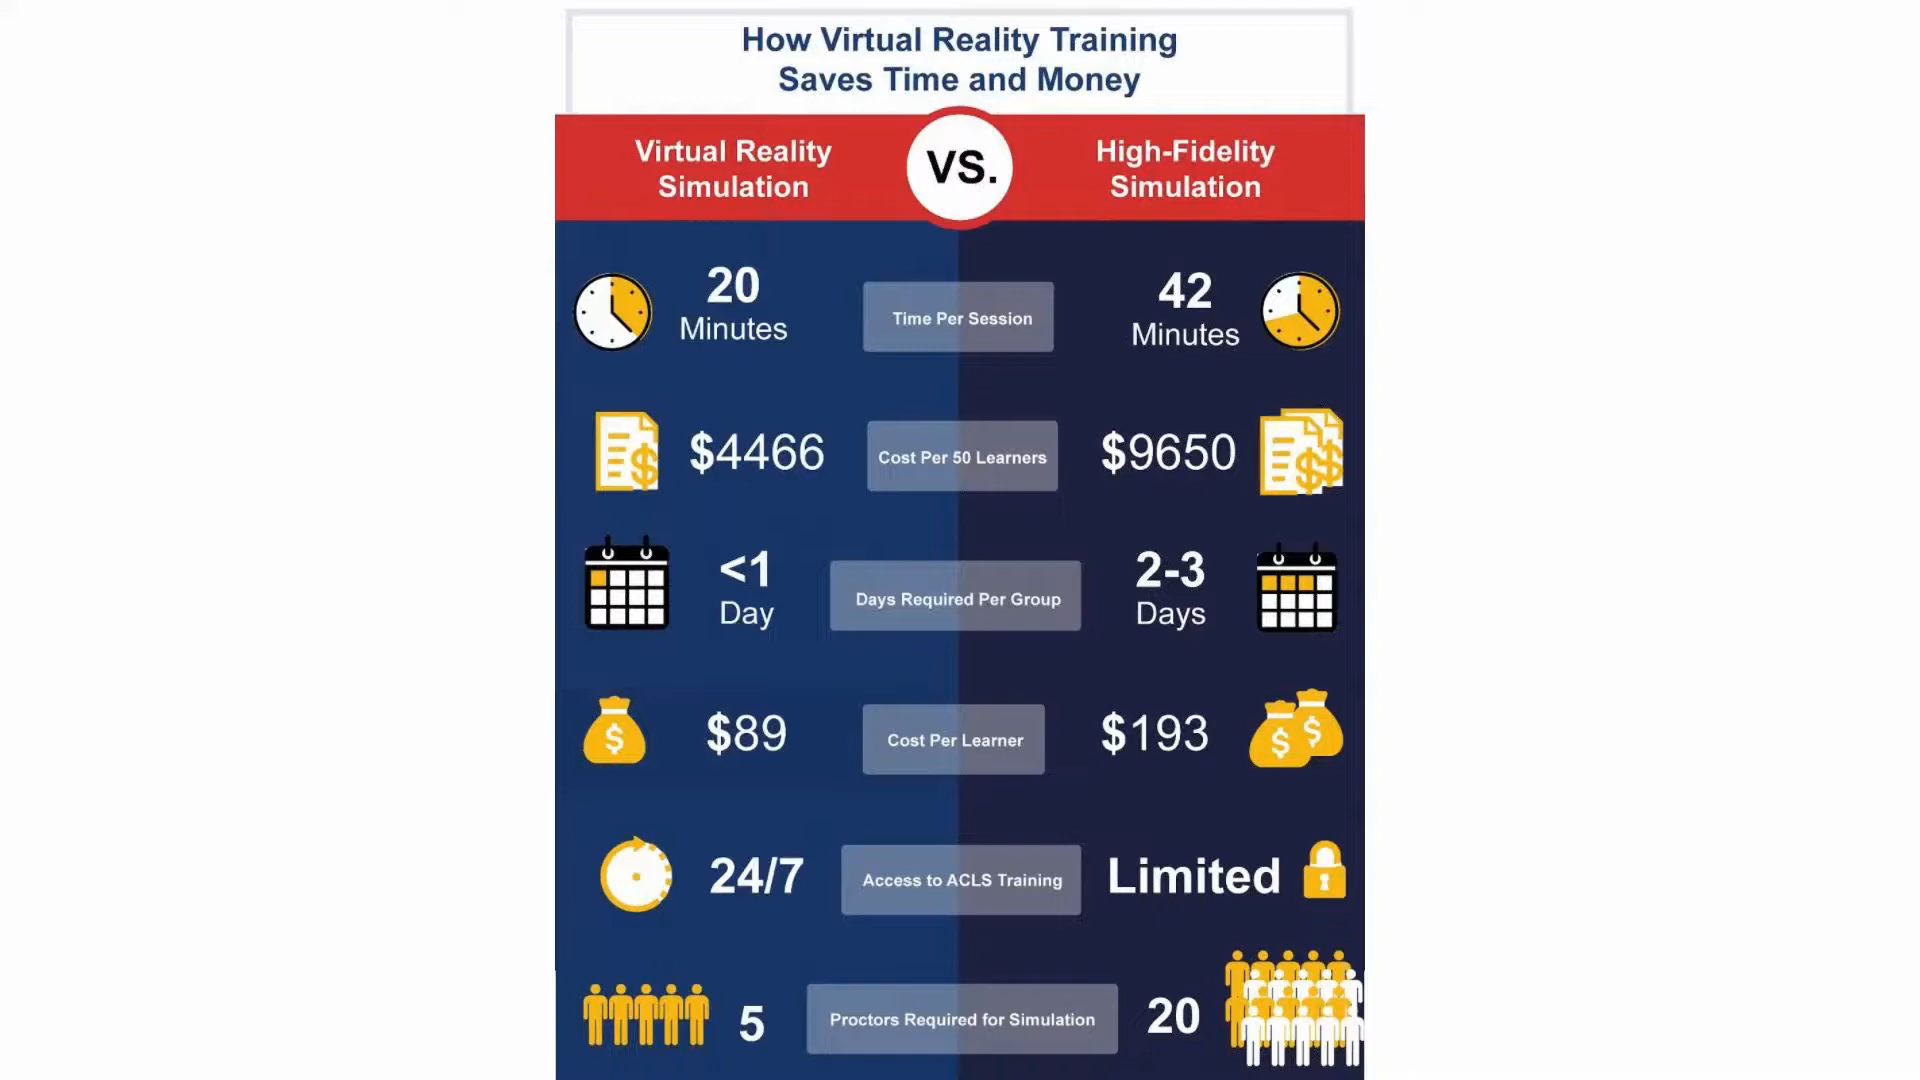 How Virtual Reality Training
Saves Time and Money
Virtual Reality
Simulation
VS.
High-Fidelity
Simulation
20
Minutes
Time Per Session
42
Minutes
$4466
Cost Per 50 Learners
$9650
<1
Day
Days Required Per Group
2-3
Days
$89
Cost Per Learner
$193
24/7
Access to ACLS Training
Limited
5
Proctors Required for Simulation
20